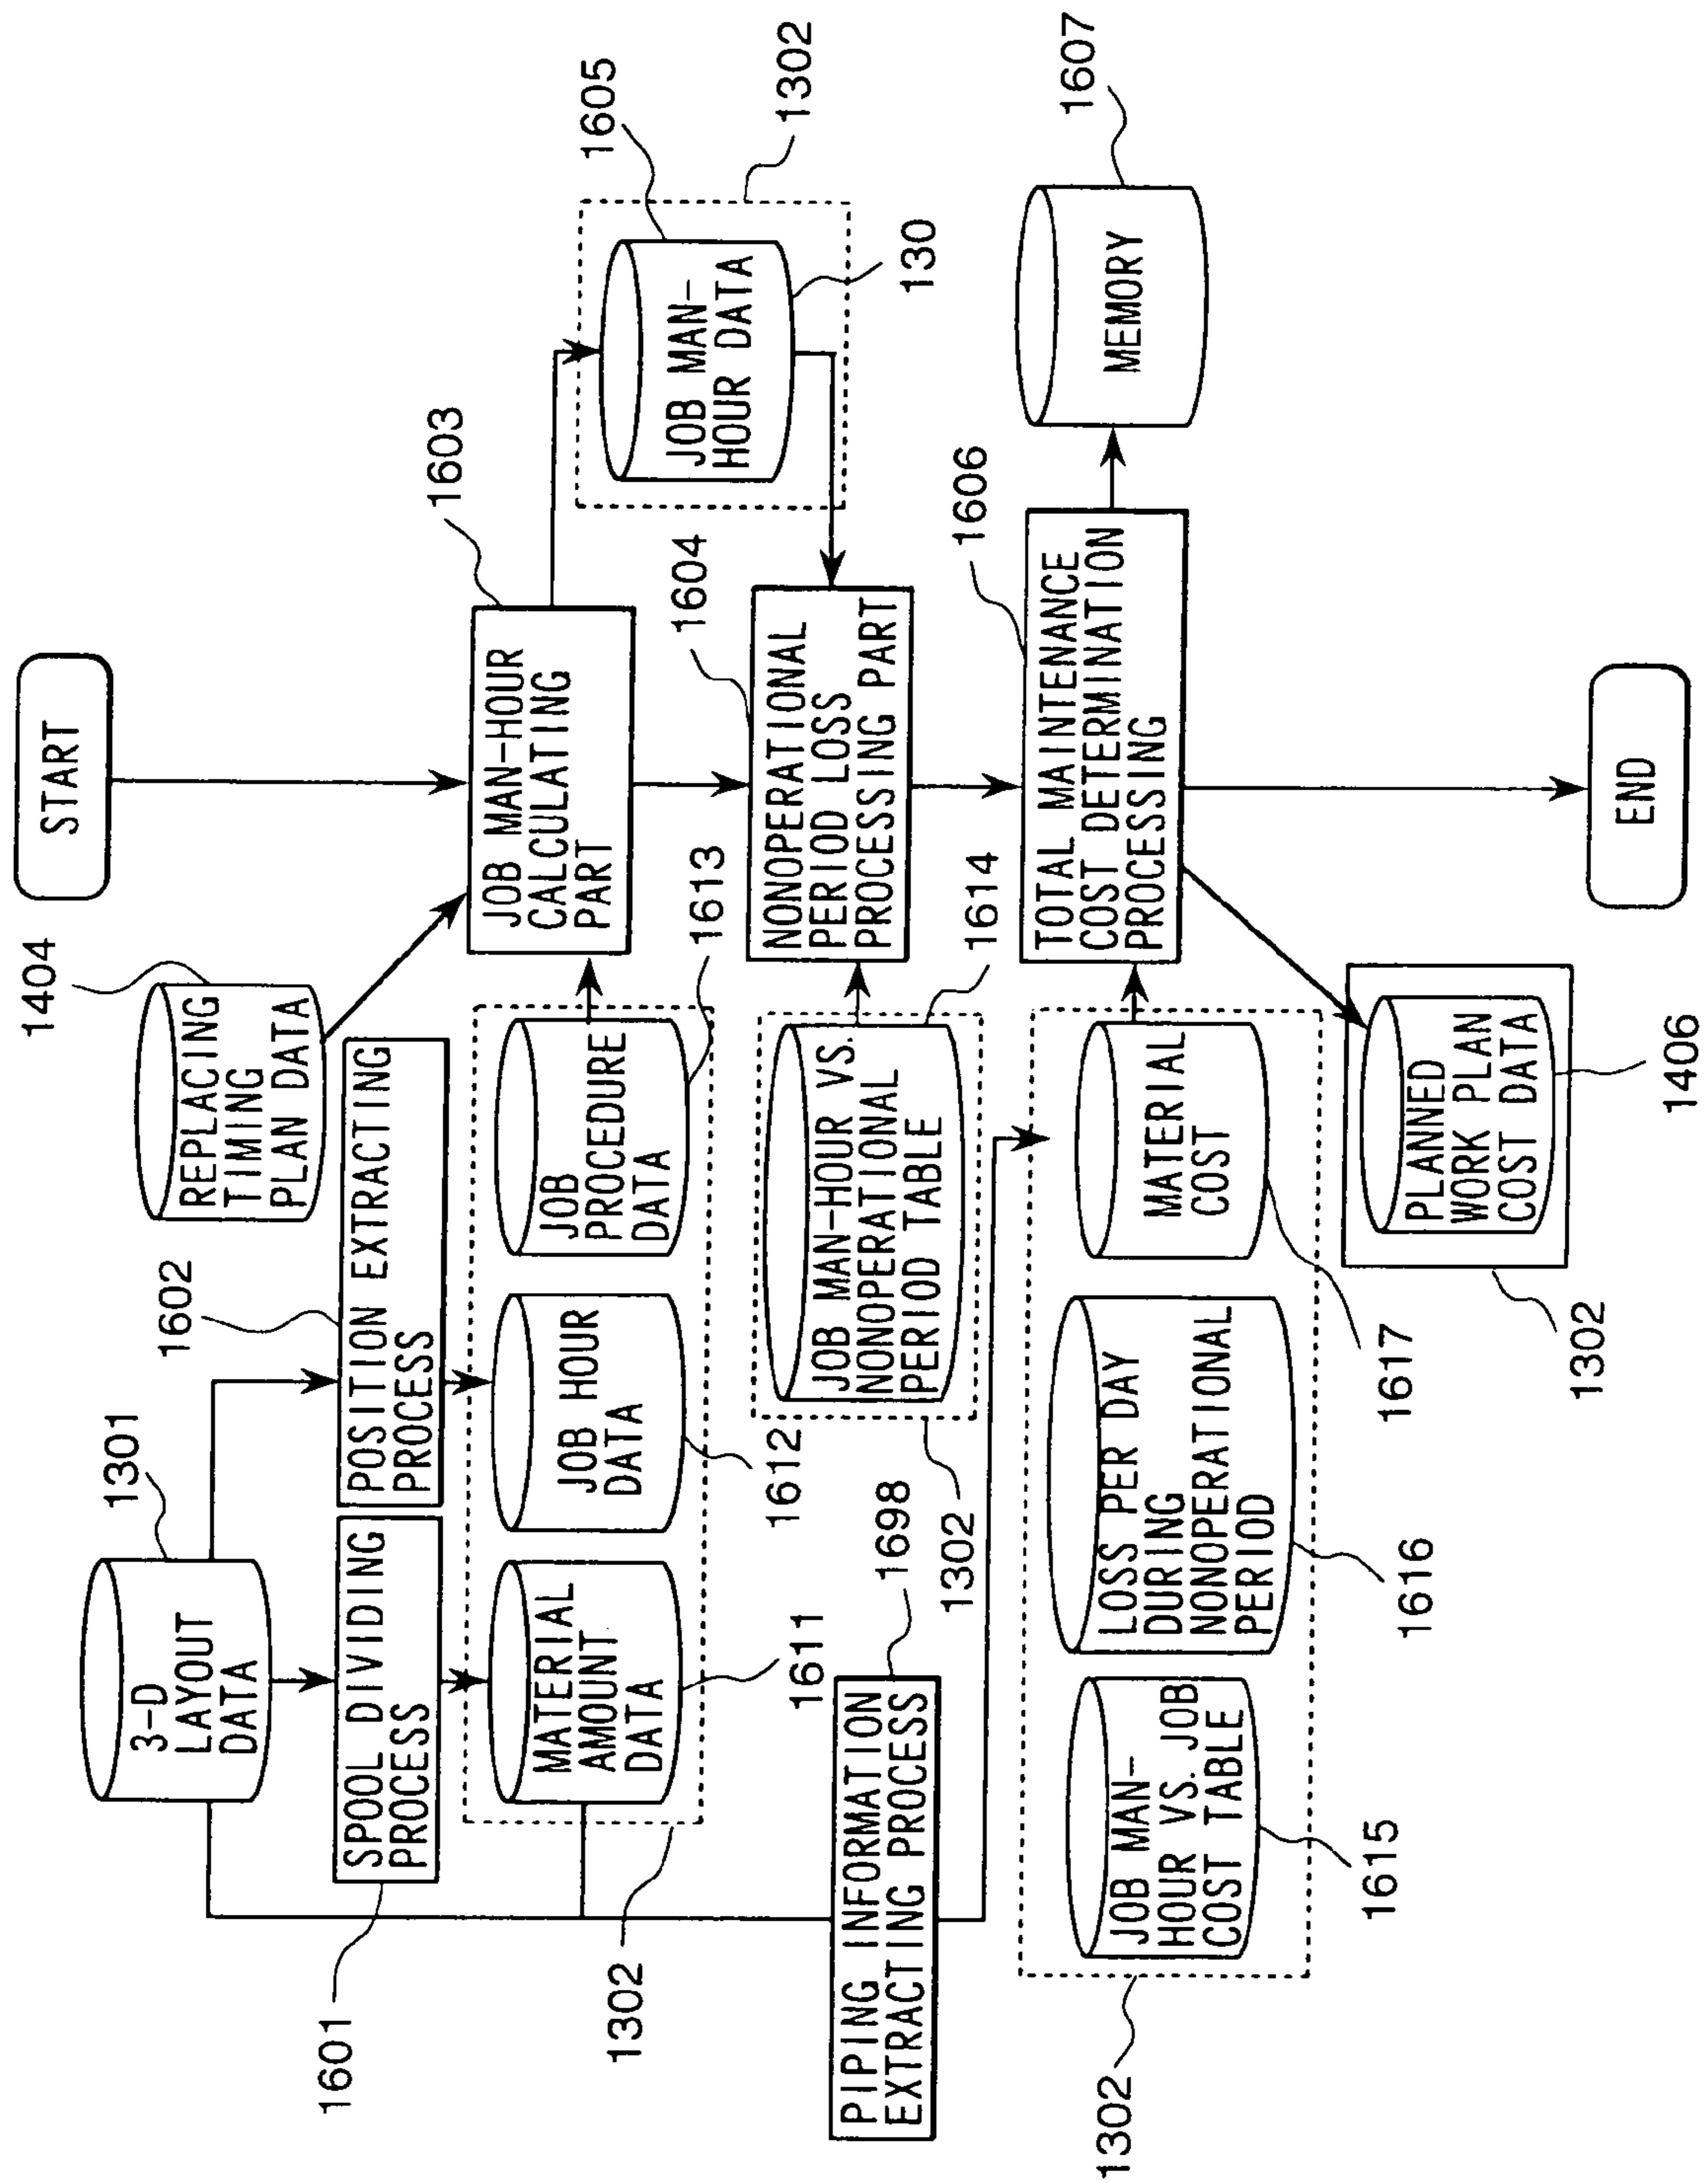 START
1404
REPLACING
TIMING
PLAN DATA
1301
3-D
LAYOUT
DATA
1602
POSITION EXTRACTING
PROCESS
1601
SPOOL DIVIDING
PROCESS
1603
JOB MAN-HOUR
CALCULATING
PART
1605
1302
JOB MAN-
HOUR DATA
130
MATERIAL
AMOUNT
DATA
1611
JOB HOUR
DATA
1612
JOB
PROCEDURE
DATA
1613
1302
1604
NONOPERATIONAL
PERIOD LOSS
PROCESSING PART
JOB MAN-HOUR VS.
NONOPERATIONAL
PERIOD TABLE
1614
1302
1698
PIPING INFORMATION
EXTRACTING PROCESS
1606
TOTAL MAINTENANCE
COST DETERMINATION
PROCESSING
1607
MEMORY
JOB MAN-
HOUR VS. JOB
COST TABLE
1615
LOSS PER DAY
DURING
NONOPERATIONAL
PERIOD
1616
MATERIAL
COST
1617
1302
PLANNED
WORK PLAN
COST DATA
1406
1302
END